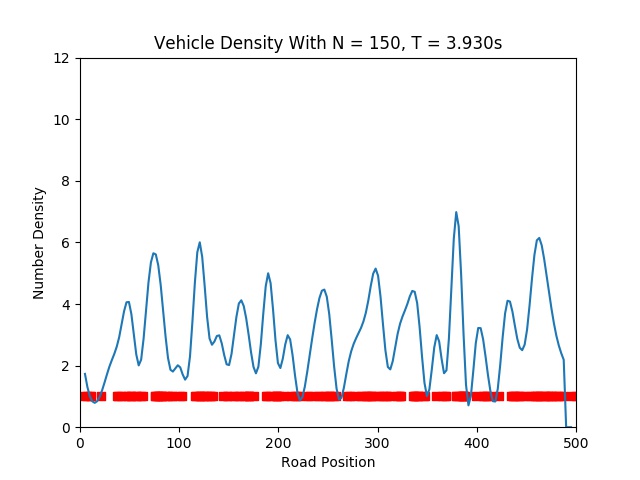 Vehicle Density With N = 150, T = 3.930s
12
10
8
6
4
2
0
Number Density
0 100 200 300 400 500
Road Position